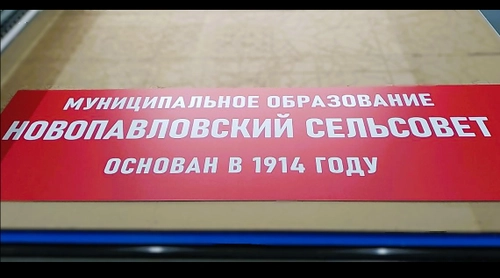 МУНИЦИПАЛЬНОЕ ОБРАЗОВАНИЕ
НОВОПАВЛОВСКИЙ СЕЛЬСОВЕТ
ОСНОВАН В 1914 ГОДУ